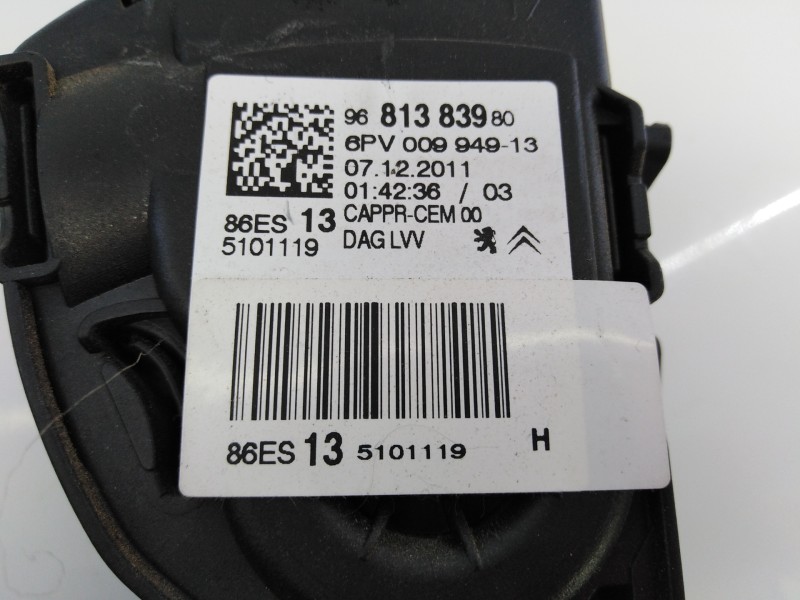 96 813 839 80
6PV 009 949-13
07.12.2011
01:42:36 / 03
CAPPR-CEM 00
DAG LVV
86ES 13
5101119
86ES 13 5101119 H